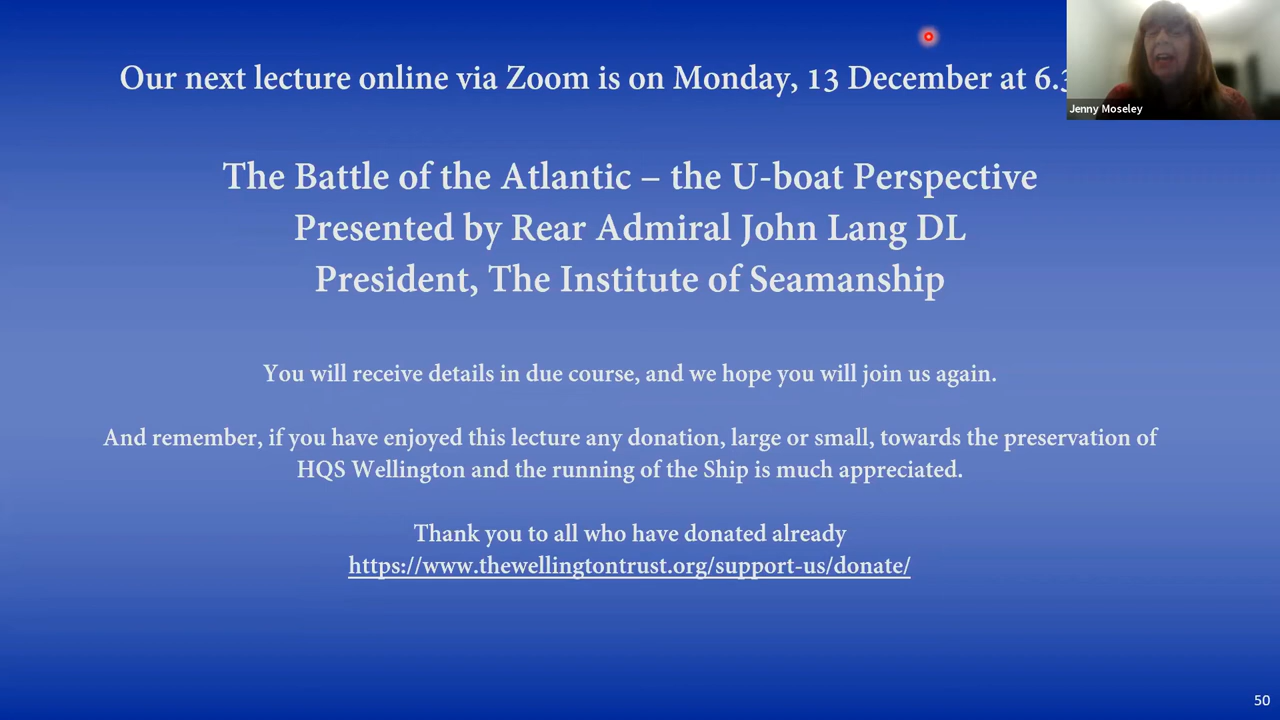 Our next lecture online via Zoom is on Monday, 13 December at
Jenny Moseley
The Battle of the Atlantic – the U-boat Perspective
Presented by Rear Admiral John Lang DL
President, The Institute of Seamanship
You will receive details in due course, and we hope you will join us again.
And remember, if you have enjoyed this lecture any donation, large or small, towards the preservation of
HQS Wellington and the running of the Ship is much appreciated.
Thank you to all who have donated already
https://www.thewellingtontrust.org/support-us/donate/
50